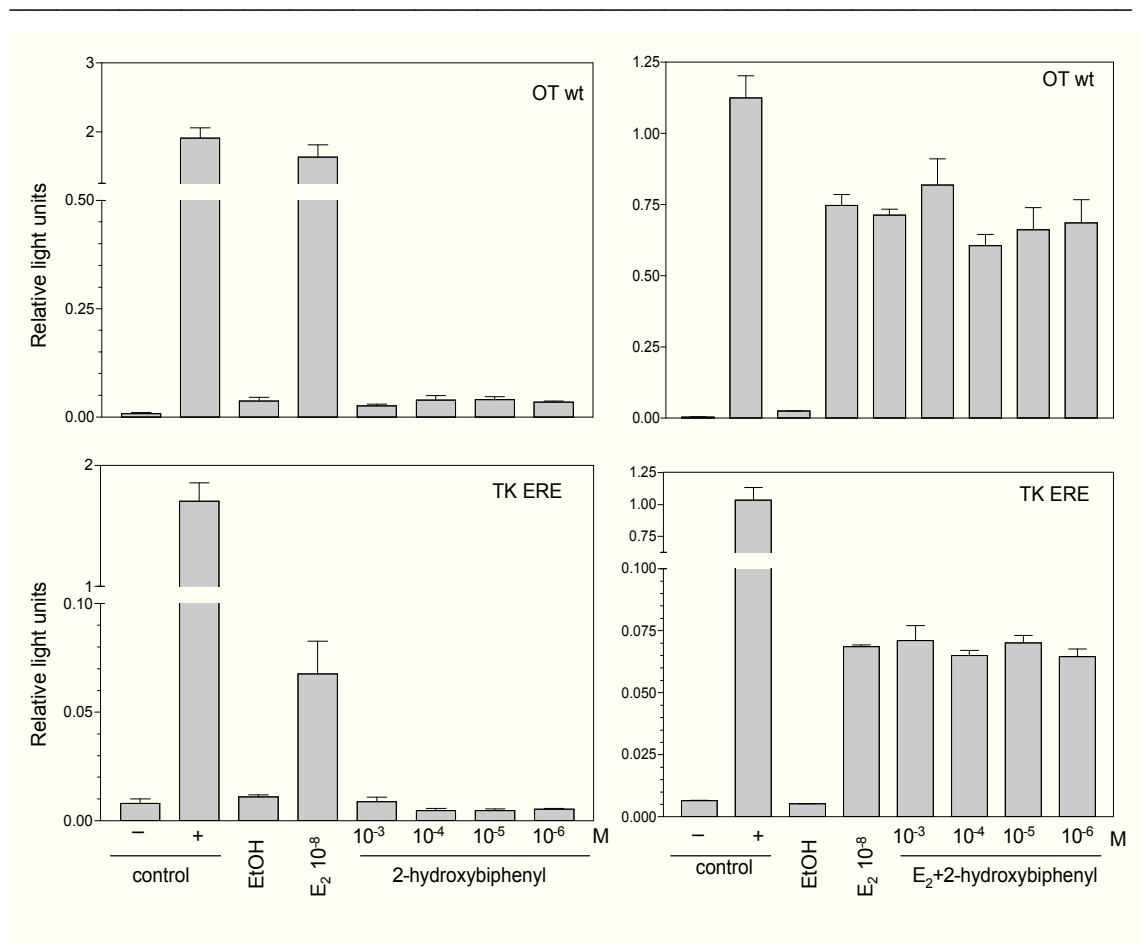 OT wt
3
2
0.50
0.25
0.00
Relative light units
OT wt
1.25
1.00
0.75
0.50
0.25
0.00
TK ERE
2
1
0.10
0.05
0.00
Relative light units
− + EtOH E₂ 10⁻⁸ 10⁻³ 10⁻⁴ 10⁻⁵ 10⁻⁶ M
control 2-hydroxybiphenyl
TK ERE
1.25
1.00
0.75
0.100
0.075
0.050
0.025
0.000
− + EtOH E₂ 10⁻⁸ 10⁻³ 10⁻⁴ 10⁻⁵ 10⁻⁶ M
control E₂+2-hydroxybiphenyl